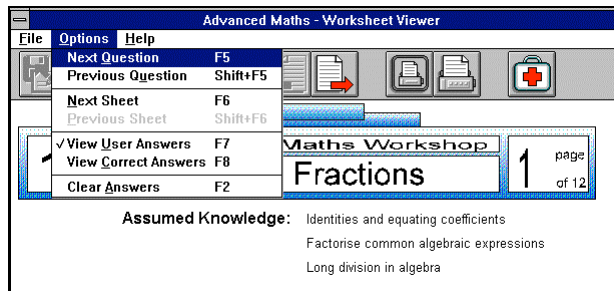 Advanced Maths - Worksheet Viewer
File Options Help
Next Question F5
Previous Question Shift+F5
Next Sheet F6
Previous Sheet Shift+F6
✓ View User Answers F7
View Correct Answers F8
Clear Answers F2
Maths Workshop
Fractions
1 page
of 12
Assumed Knowledge: Identities and equating coefficients
Factorise common algebraic expressions
Long division in algebra